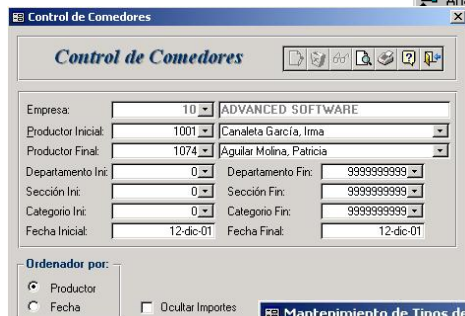 Control de Comedores
Control de Comedores
Empresa: 10 ADVANCED SOFTWARE
Productor Inicial: 1001 Canaleta García, Irma
Productor Final: 1074 Aguilar Molina, Patricia
Departamento Ini: 0 Departamento Fin: 9999999999
Sección Ini: 0 Sección Fin: 9999999999
Categorio Ini: 0 Categorio Fin: 9999999999
Fecha Inicial: 12-dic-01 Fecha Final: 12-dic-01
Ordenador por:
Productor
Fecha Ocultar Importes
Mantenimiento de Tipos de